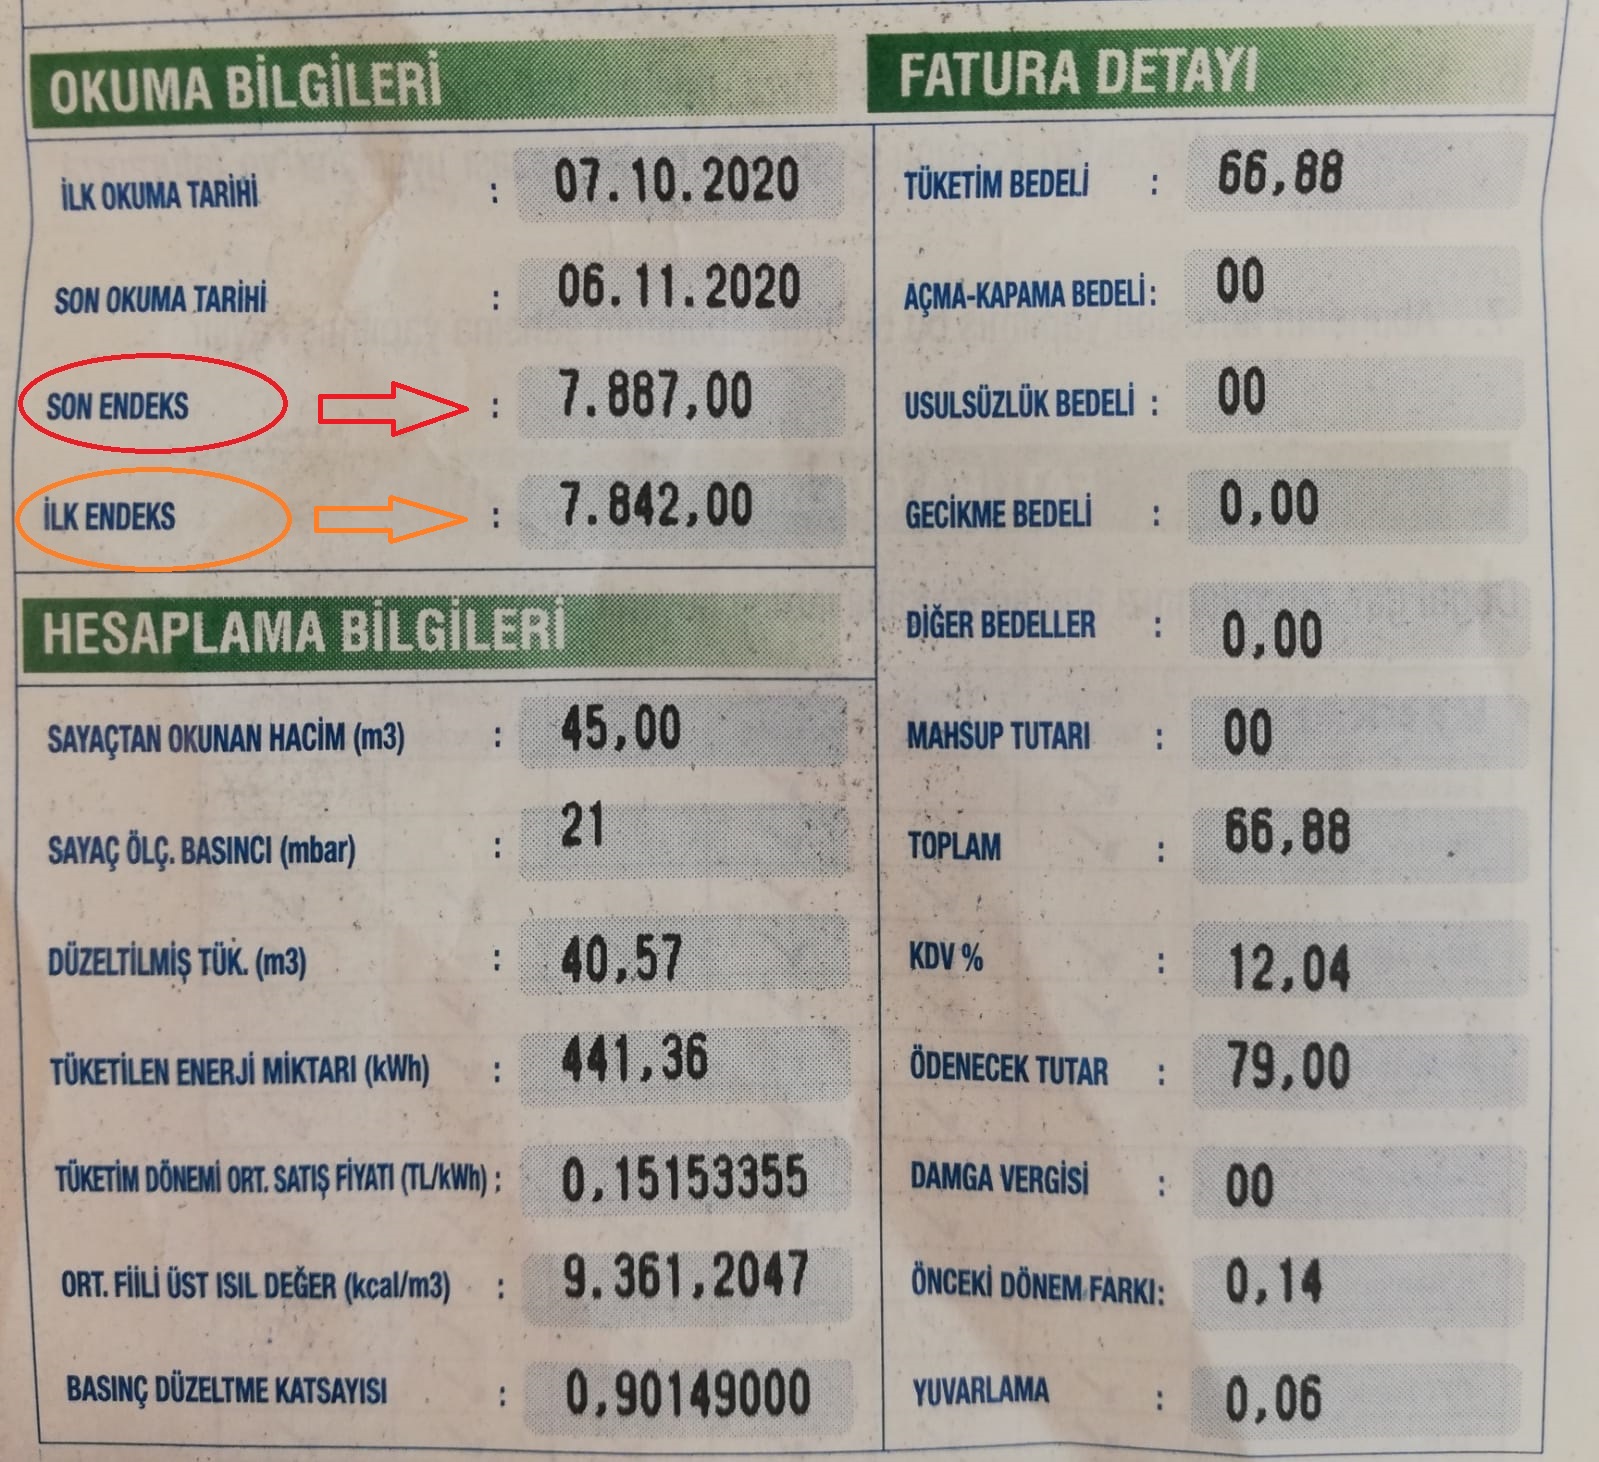 OKUMA BİLGİLERİ
İLK OKUMA TARİHİ : 07.10.2020
SON OKUMA TARİHİ : 06.11.2020
SON ENDEKS : 7.887,00
İLK ENDEKS : 7.842,00
HESAPLAMA BİLGİLERİ
SAYAÇTAN OKUNAN HACİM (m3) : 45,00
SAYAÇ ÖLÇ. BASINCI (mbar) : 21
DÜZELTİLMİŞ TÜK. (m3) : 40,57
TÜKETİLEN ENERJİ MİKTARI (kWh) : 441,36
TÜKETİM DÖNEMİ ORT. SATIŞ FİYATI (TL/kWh) : 0,15153355
ORT. FİİLİ ÜST ISIL DEĞER (kcal/m3) : 9.361,2047
BASINÇ DÜZELTME KATSAYISI : 0,90149000
FATURA DETAYI
TÜKETİM BEDELİ : 66,88
AÇMA-KAPAMA BEDELİ : 00
USULSÜZLÜK BEDELİ : 00
GECİKME BEDELİ : 0,00
DİĞER BEDELLER : 0,00
MAHSUP TUTARI : 00
TOPLAM : 66,88
KDV % : 12,04
ÖDENECEK TUTAR : 79,00
DAMGA VERGİSİ : 00
ÖNCEKİ DÖNEM FARKI : 0,14
YUVARLAMA : 0,06